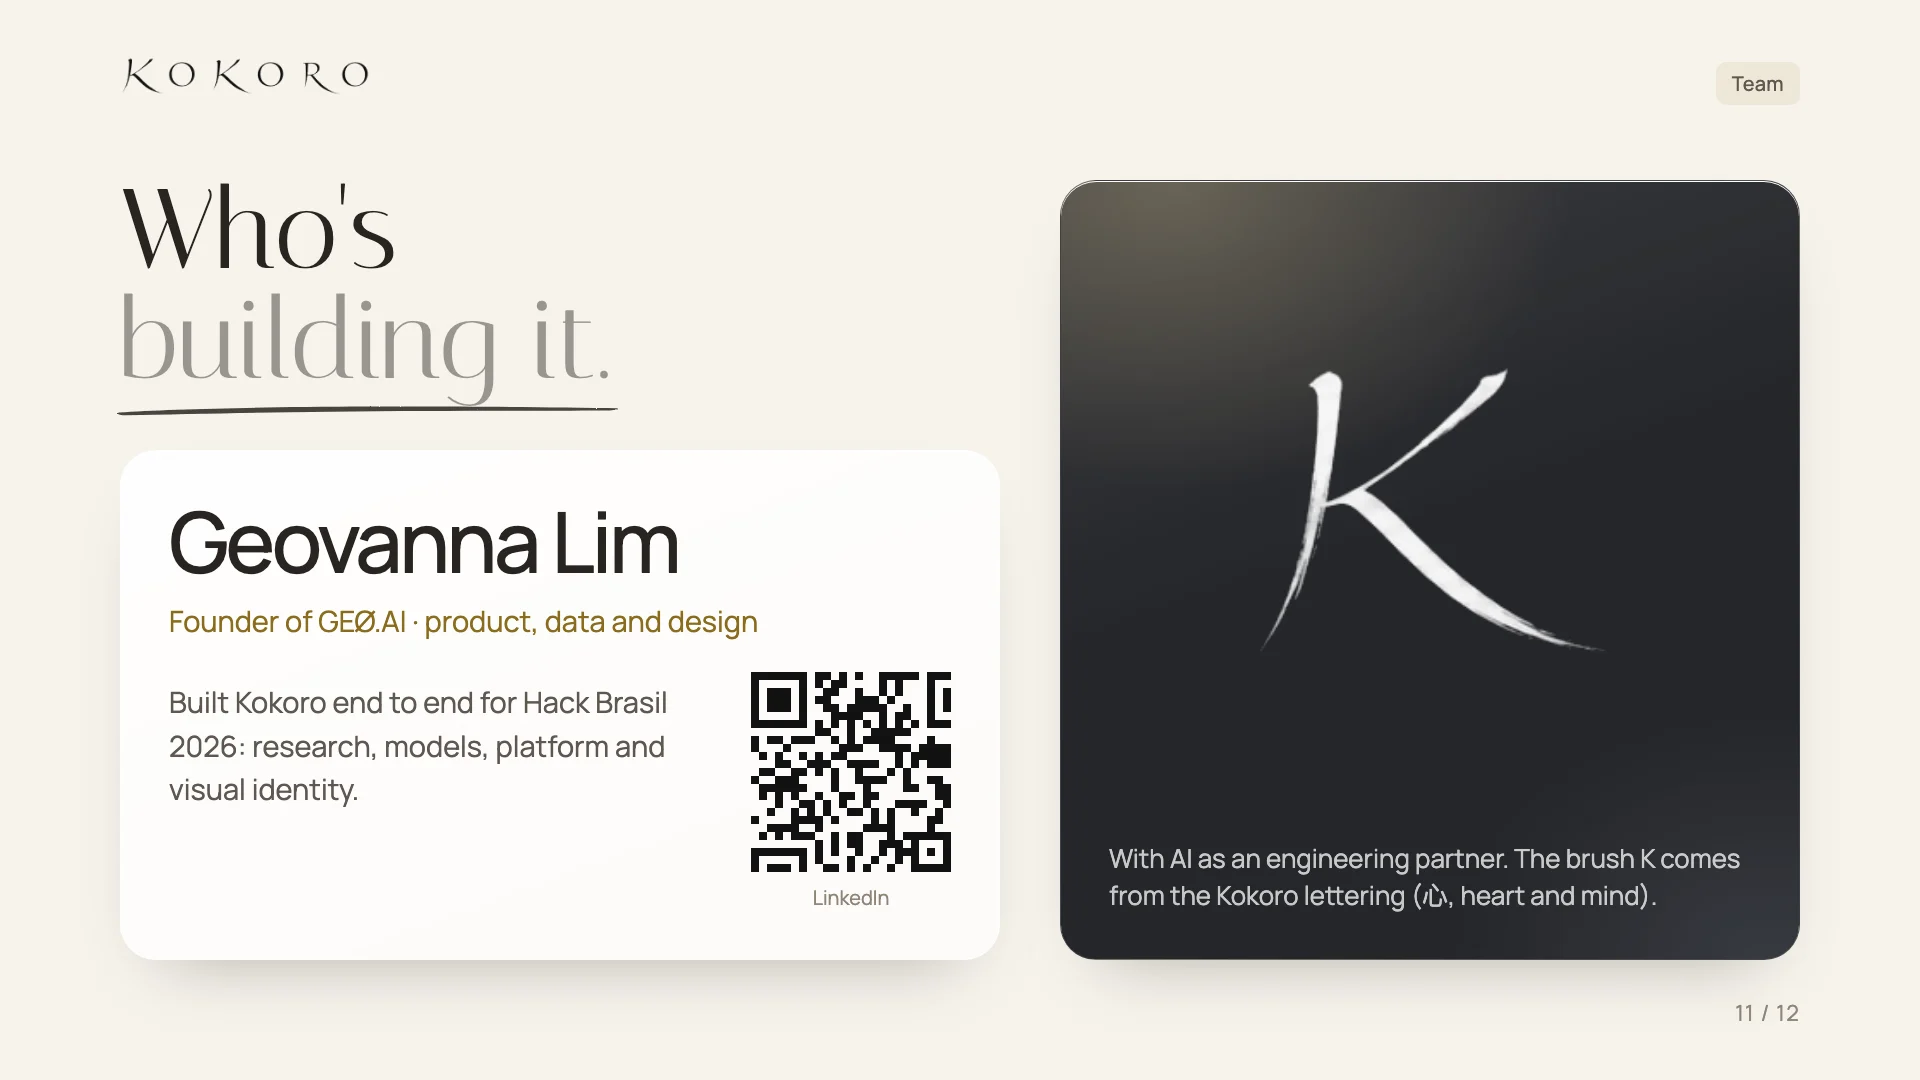 KOKORO
Team
Who's
building it.
Geovanna Lim
Founder of GEØ.AI · product, data and design
Built Kokoro end to end for Hack Brasil
2026: research, models, platform and
visual identity.
LinkedIn
K
With AI as an engineering partner. The brush K comes
from the Kokoro lettering (心, heart and mind).
11 / 12